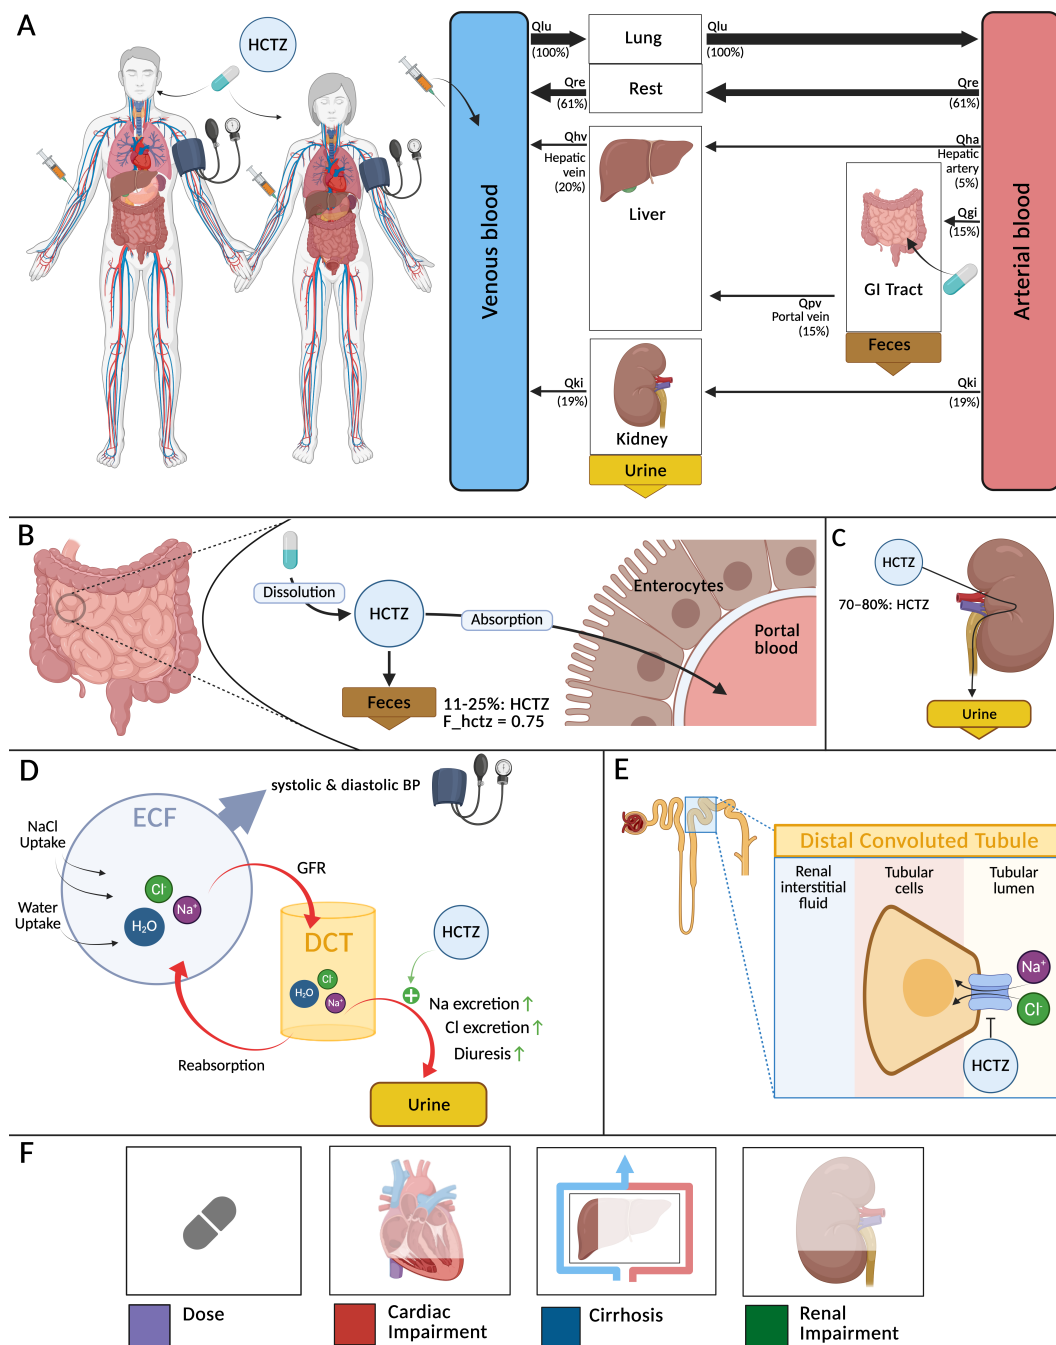 A
HCTZ
Venous blood
Qlu
(100%)
Lung
Qlu
(100%)
Qre
(61%)
Rest
Qre
(61%)
Qhv
Hepatic
vein
(20%)
Liver
Qha
Hepatic
artery
(5%)
Qgi
(15%)
GI Tract
Qpv
Portal vein
(15%)
Feces
Qki
(19%)
Kidney
Qki
(19%)
Urine
Arterial blood
B
Dissolution
HCTZ
Absorption
Enterocytes
Portal
blood
Feces
11-25%: HCTZ
F_hctz = 0.75
C
HCTZ
70-80%: HCTZ
Urine
D
systolic & diastolic BP
ECF
NaCl
Uptake
Water
Uptake
Cl⁻
Na⁺
H₂O
GFR
DCT
HCTZ
Cl⁻
H₂O
Na⁺
+
Na excretion ↑
Cl excretion ↑
Diuresis ↑
Reabsorption
Urine
E
Distal Convoluted Tubule
Renal
interstitial
fluid
Tubular
cells
Tubular
lumen
Na⁺
Cl⁻
HCTZ
F
Dose
Cardiac
Impairment
Cirrhosis
Renal
Impairment